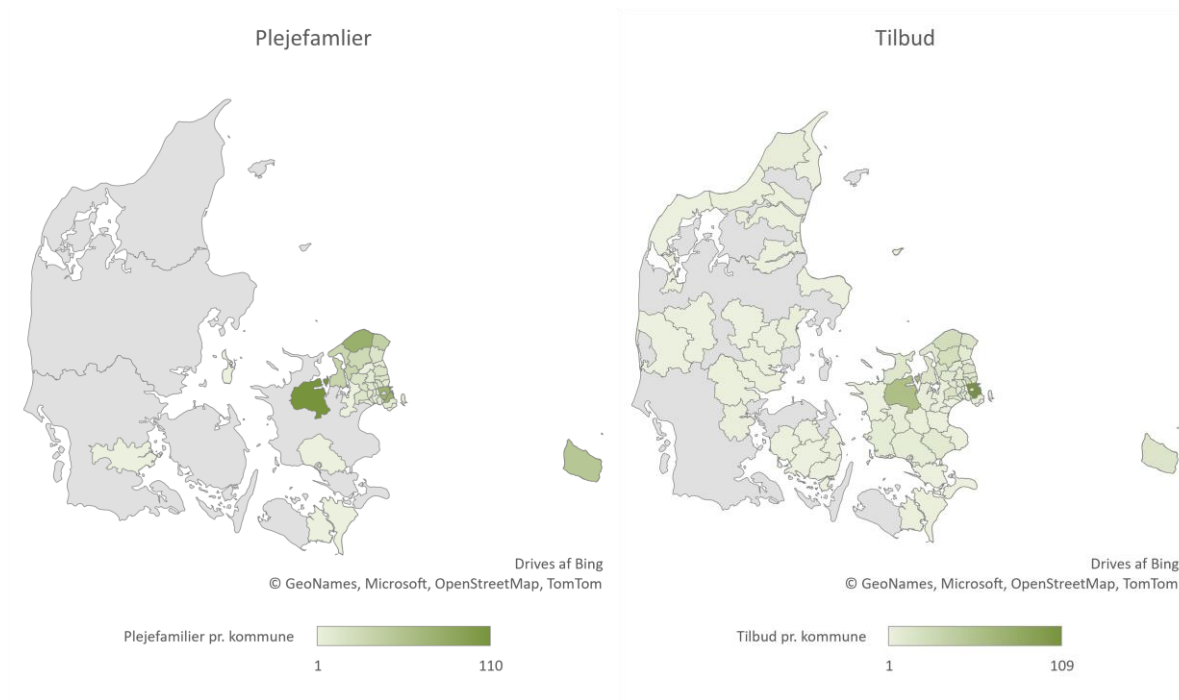 Plejefamlier
Tilbud
Drives af Bing
© GeoNames, Microsoft, OpenStreetMap, TomTom
Drives af Bing
© GeoNames, Microsoft, OpenStreetMap, TomTom
Plejefamilier pr. kommune
1
110
Tilbud pr. kommune
1
109